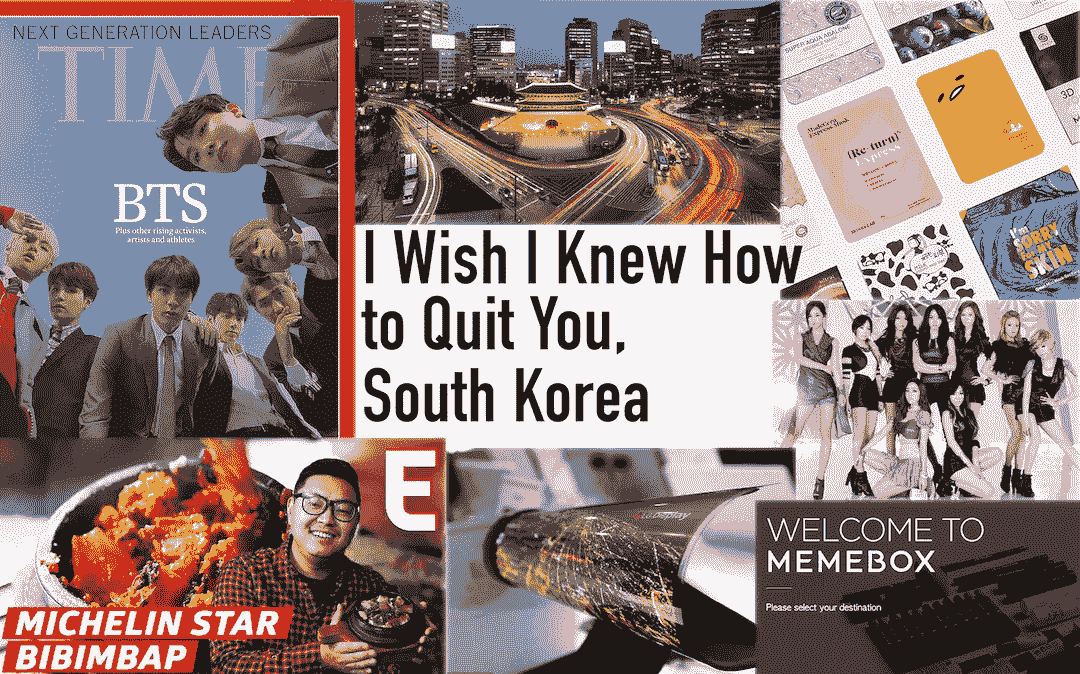 NEXT GENERATION LEADERS
TIME
BTS
Plus other rising activists,
artists and athletes
SUPER AQUA ABALONE
3D
(Re-turn)
Express
I'm
SORRY
SKIN
I Wish I Knew How
to Quit You,
South Korea
E
MICHELIN STAR
BIBIMBAP
WELCOME TO
MEMEBOX
Please select your destination